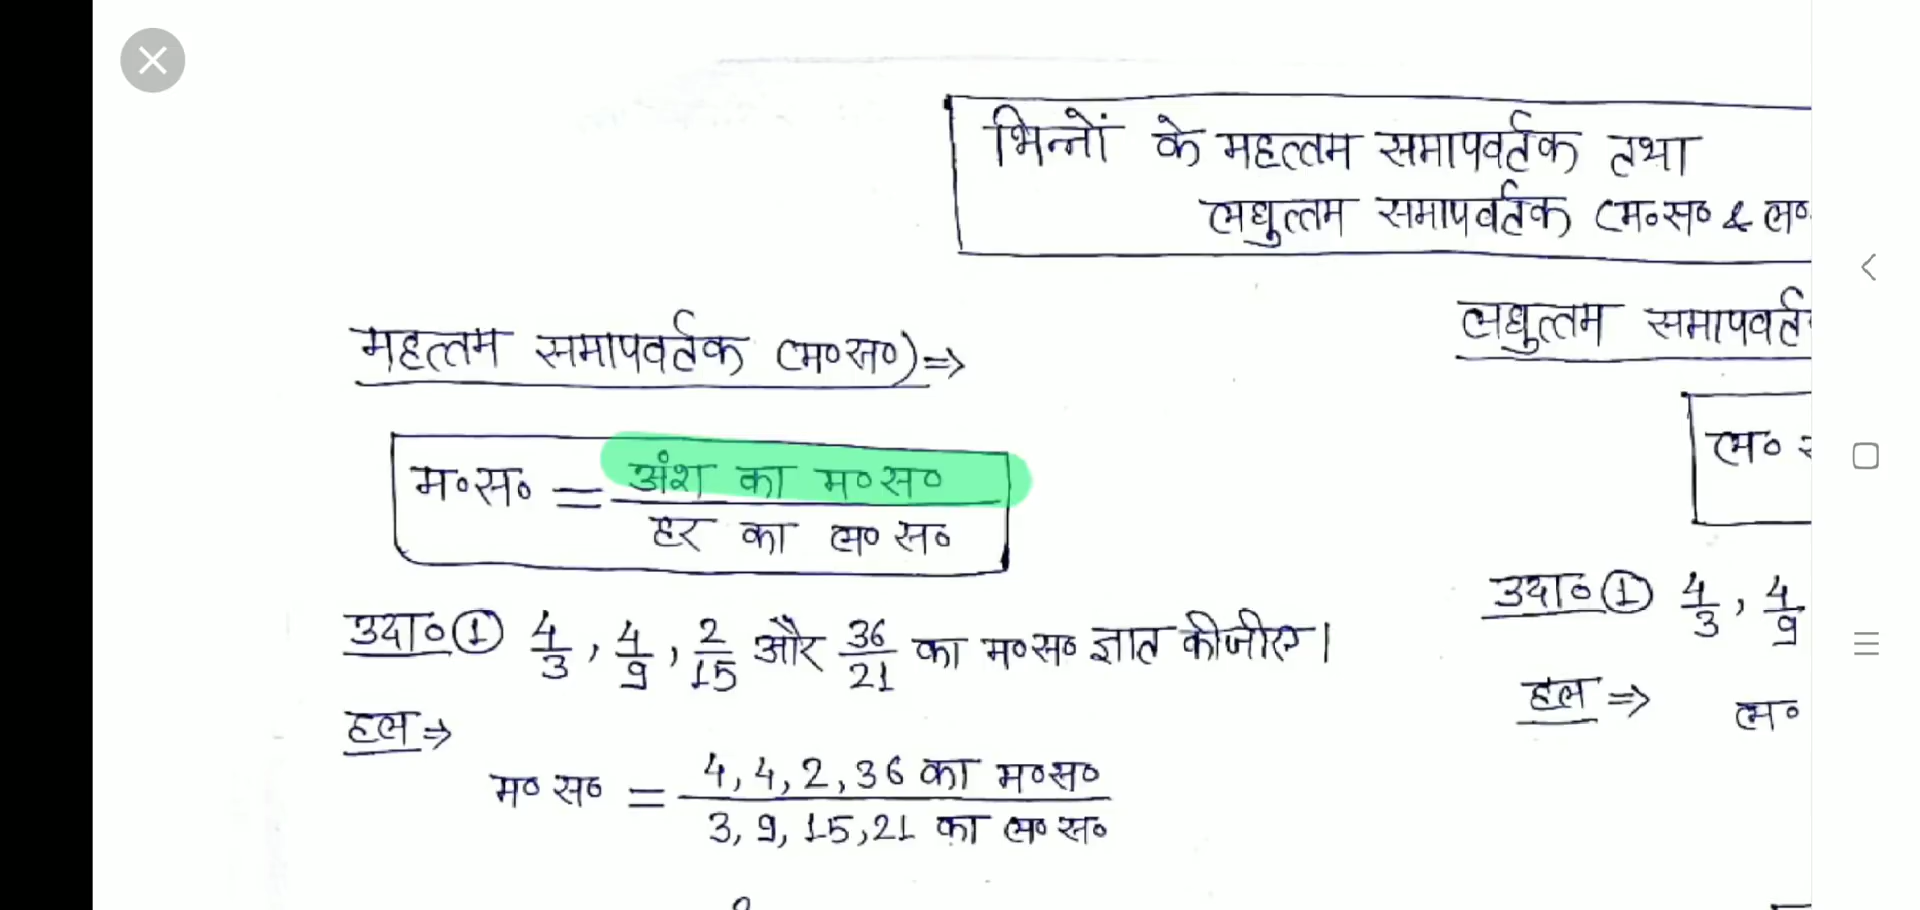 भिन्नों के महत्तम समापवर्तक तथा
लघुत्तम समापवर्तक (म०स० & ल०
महत्तम समापवर्तक (म०स०)⇒
म०स० = अंश का म०स० / हर का ल० स०
उदा० ① 4/3, 4/9, 2/15 और 36/21 का म०स० ज्ञात कीजीए।
हल ⇒
म० स० = 4, 4, 2, 36 का म०स० / 3, 9, 15, 21 का ल० स०
लघुत्तम समापवर्त
ल०
उदा० ① 4/3, 4/9
हल ⇒ ल०